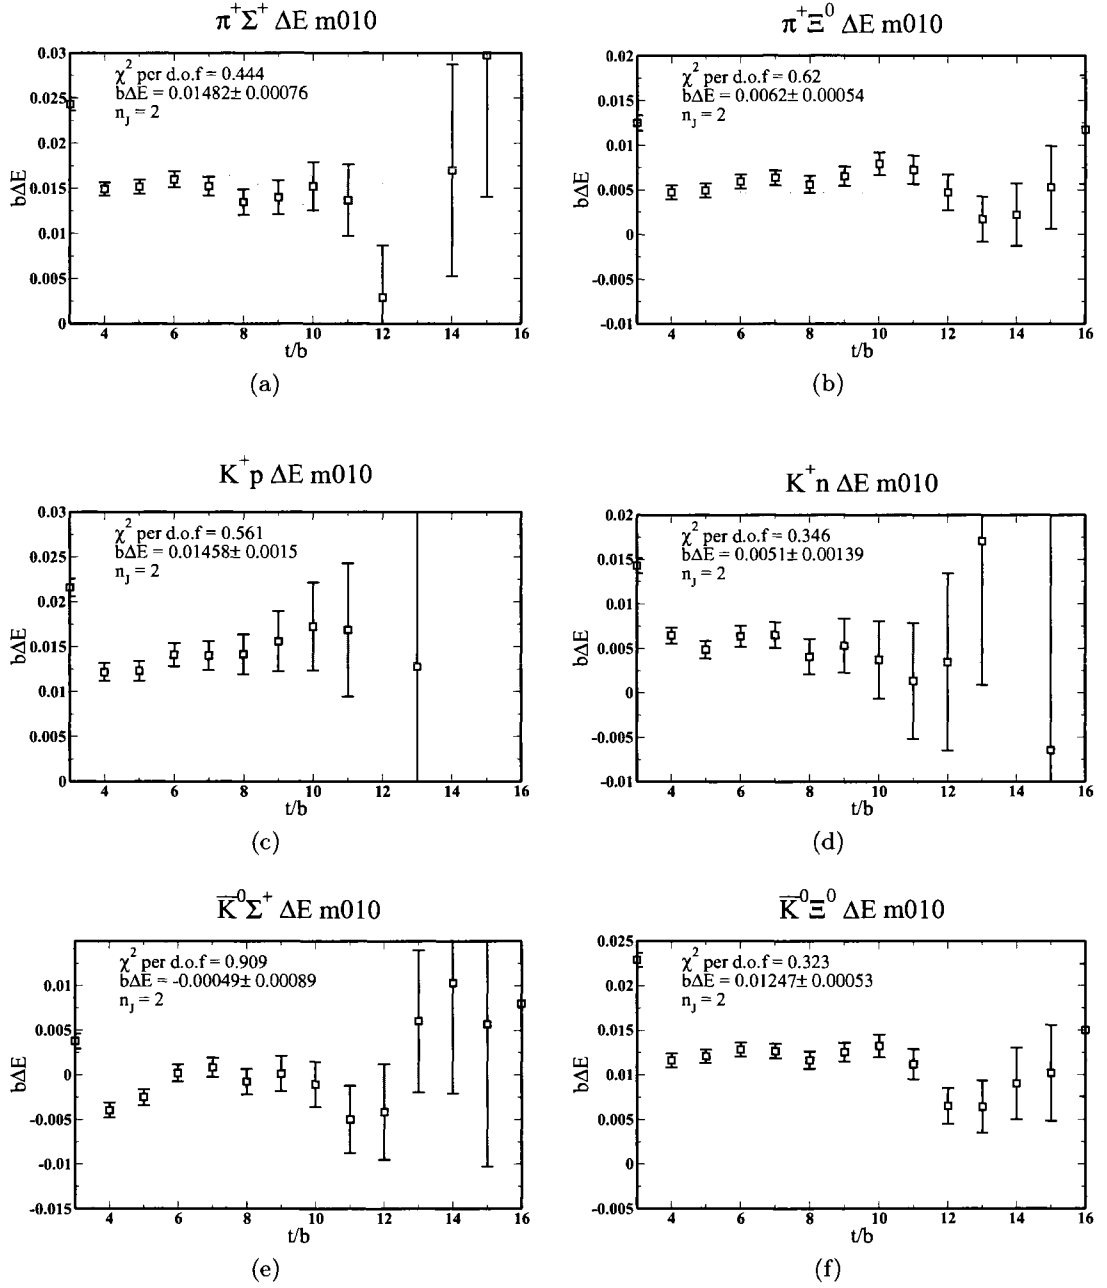 π⁺Σ⁺ ΔE m010
χ² per d.o.f = 0.444
bΔE = 0.01482± 0.00076
n_J = 2
0.03
0.025
0.02
0.015
0.01
0.005
0
bΔE
4 6 8 10 12 14 16
t/b
(a)
π⁺Ξ⁰ ΔE m010
χ² per d.o.f = 0.62
bΔE = 0.0062± 0.00054
n_J = 2
0.02
0.015
0.01
0.005
0
-0.005
-0.01
bΔE
4 6 8 10 12 14 16
t/b
(b)
K⁺p ΔE m010
χ² per d.o.f = 0.561
bΔE = 0.01458± 0.0015
n_J = 2
0.03
0.025
0.02
0.015
0.01
0.005
0
bΔE
4 6 8 10 12 14 16
t/b
(c)
K⁺n ΔE m010
χ² per d.o.f = 0.346
bΔE = 0.0051± 0.00139
n_J = 2
0.02
0.015
0.01
0.005
0
-0.005
-0.01
bΔE
4 6 8 10 12 14 16
t/b
(d)
K̅⁰Σ⁺ ΔE m010
χ² per d.o.f = 0.909
bΔE = -0.00049± 0.00089
n_J = 2
0.01
0.005
0
-0.005
-0.01
-0.015
bΔE
4 6 8 10 12 14 16
t/b
(e)
K̅⁰Ξ⁰ ΔE m010
χ² per d.o.f = 0.323
bΔE = 0.01247± 0.00053
n_J = 2
0.025
0.02
0.015
0.01
0.005
0
-0.005
bΔE
4 6 8 10 12 14 16
t/b
(f)